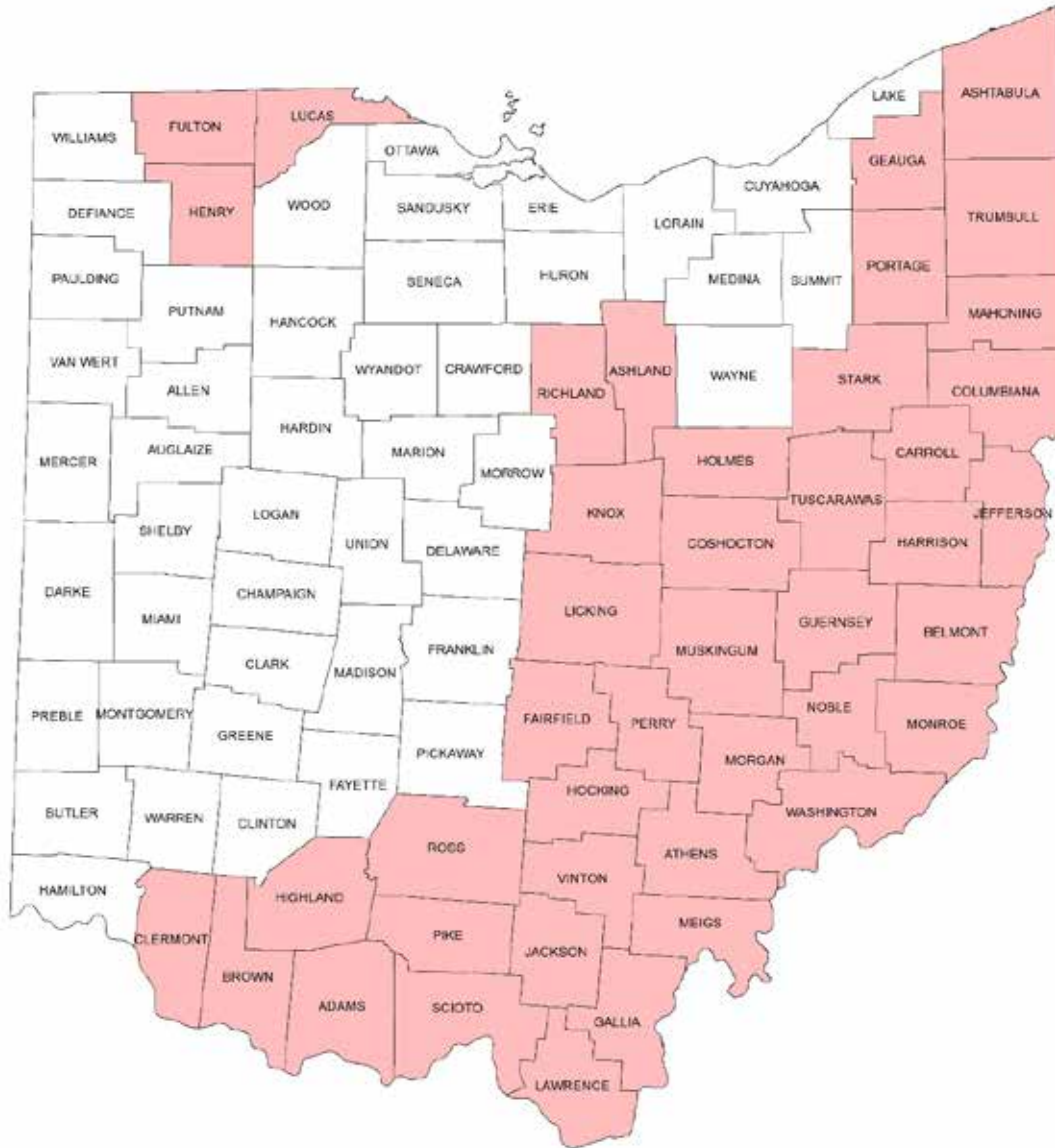 LAKE
ASHTABULA
WILLIAMS
FULTON
LUCAS
OTTAWA
GEAUGA
CUYAHOGA
DEFIANCE
HENRY
WOOD
SANDUSKY
ERIE
LORAIN
TRUMBULL
PAULDING
SENECA
HURON
MEDINA
SUMMIT
PORTAGE
PUTNAM
HANCOCK
MAHONING
VAN WERT
ALLEN
WYANDOT
CRAWFORD
RICHLAND
ASHLAND
WAYNE
STARK
COLUMBIANA
MERCER
AUGLAIZE
HARDIN
MARION
MORROW
HOLMES
CARROLL
TUSCARAWAS
SHELBY
LOGAN
UNION
DELAWARE
KNOX
COSHOCTON
HARRISON
JEFFERSON
DARKE
MIAMI
CHAMPAIGN
LICKING
MUSKINGUM
GUERNSEY
BELMONT
CLARK
MADISON
FRANKLIN
PREBLE
MONTGOMERY
GREENE
PICKAWAY
FAIRFIELD
PERRY
NOBLE
MONROE
MORGAN
BUTLER
WARREN
CLINTON
FAYETTE
HOCKING
WASHINGTON
ROSS
ATHENS
VINTON
HAMILTON
HIGHLAND
MEIGS
CLERMONT
PIKE
JACKSON
BROWN
ADAMS
SCIOTO
GALLIA
LAWRENCE